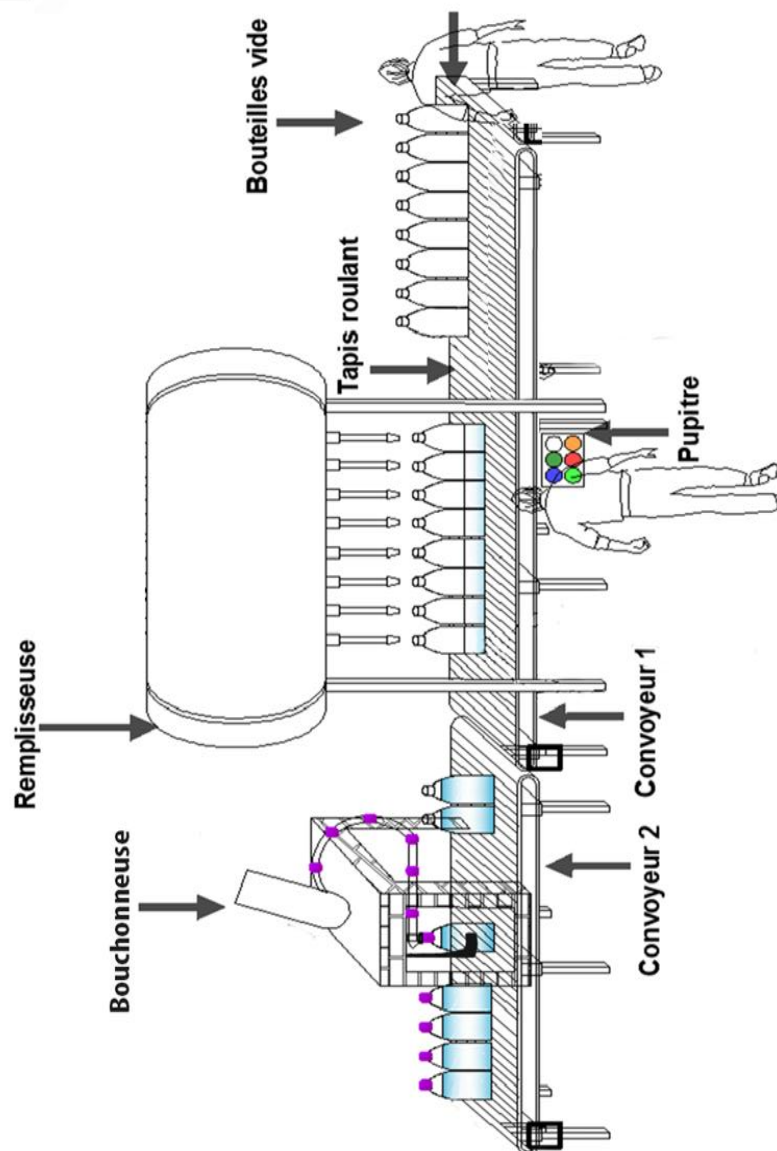 Remplisseuse
Bouchonneuse
Bouteilles vide
Tapis roulant
Pupitre
Convoyeur 1
Convoyeur 2